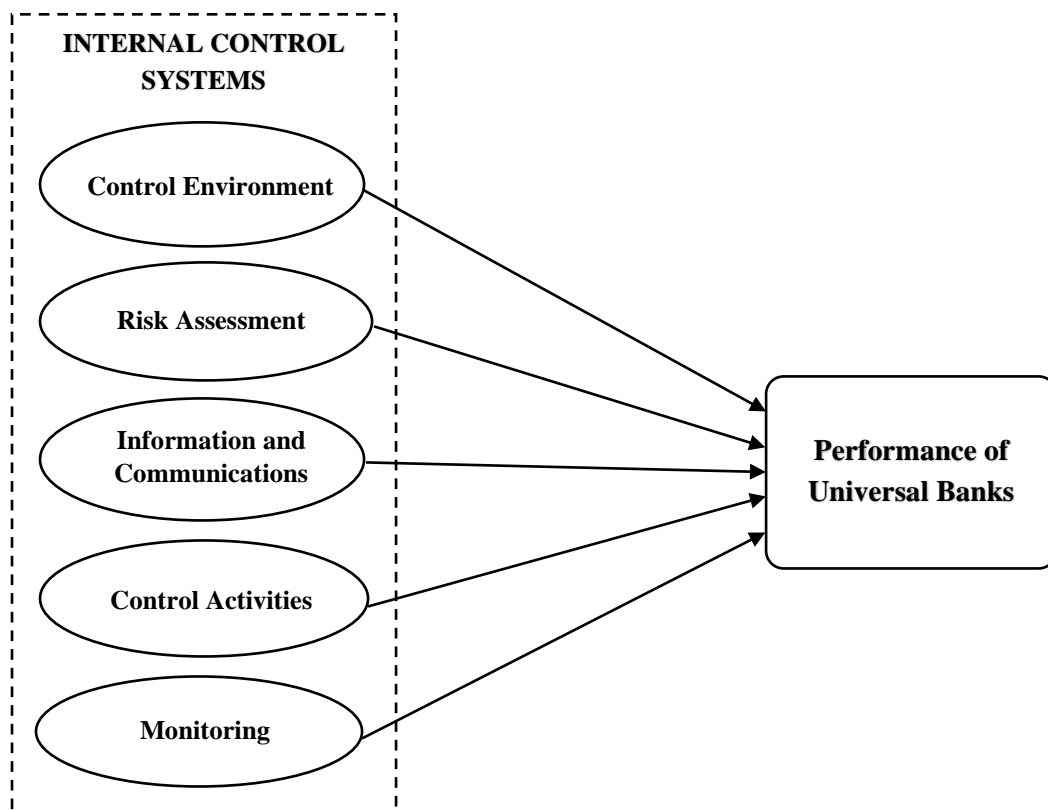 INTERNAL CONTROL
SYSTEMS
Control Environment
Risk Assessment
Information and
Communications
Control Activities
Monitoring
Performance of
Universal Banks